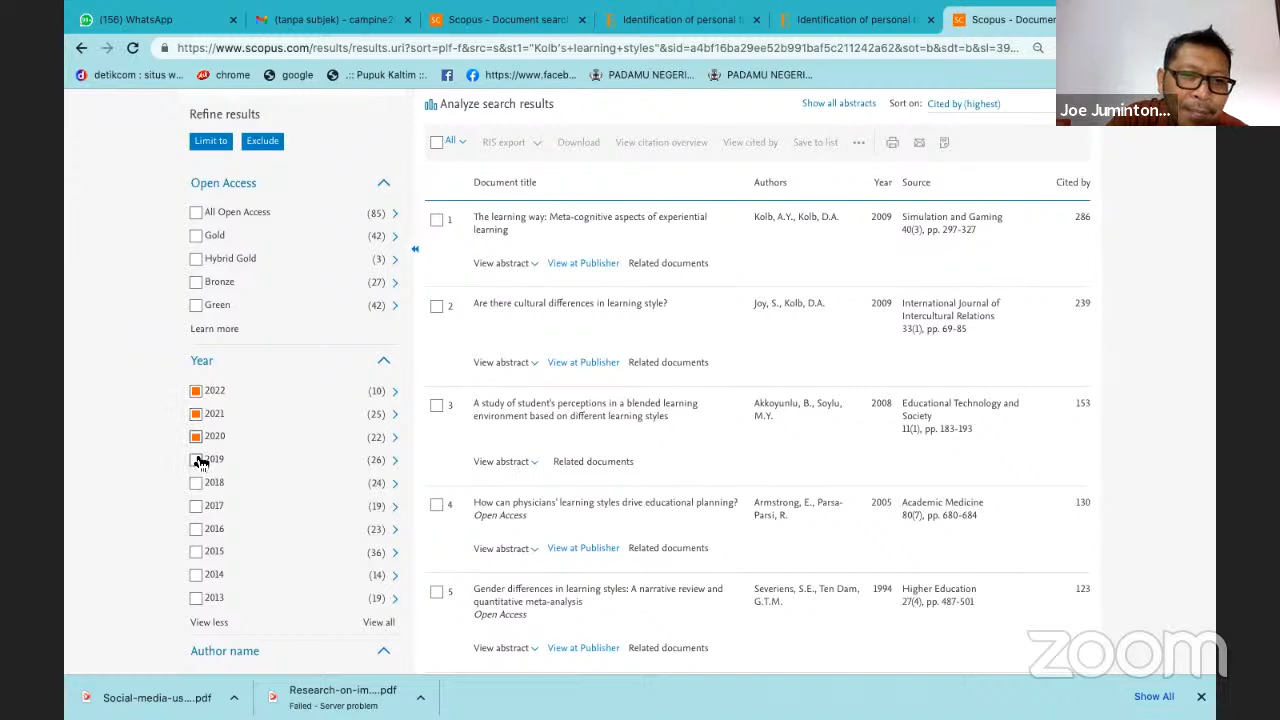 (156) WhatsApp
(tanpa subjek) – campine2
Scopus - Document search
Identification of personal
Identification of personal
Scopus - Docume
https://www.scopus.com/results/results.uri?sort=plf-f&src=s&st1="Kolb's+learning+styles"&sid=a4bf16ba29ee52b991baf5c211242a62&sot=b&sdt=b&sl=39...
detikcom : situs w...
chrome
google
.:: Pupuk Kaltim ::.
https://www.faceb...
PADAMU NEGERI...
PADAMU NEGERI...
Joe Juminton...
Refine results
Limit to
Exclude
Open Access
All Open Access (85)
Gold (42)
Hybrid Gold (3)
Bronze (27)
Green (42)
Learn more
Year
2022 (10)
2021 (25)
2020 (22)
2019 (26)
2018 (24)
2017 (19)
2016 (23)
2015 (36)
2014 (14)
2013 (19)
View less View all
Author name
Analyze search results
Show all abstracts Sort on: Cited by (highest)
All RIS export Download View citation overview View cited by Save to list •••
Document title Authors Year Source Cited by
1 The learning way: Meta-cognitive aspects of experiential Kolb, A.Y., Kolb, D.A. 2009 Simulation and Gaming 286
learning 40(3), pp. 297-327
View abstract View at Publisher Related documents
2 Are there cultural differences in learning style? Joy, S., Kolb, D.A. 2009 International Journal of 239
Intercultural Relations
33(1), pp. 69-85
View abstract View at Publisher Related documents
3 A study of student's perceptions in a blended learning Akkoyunlu, B., Soylu, 2008 Educational Technology and 153
environment based on different learning styles M.Y. Society
11(1), pp. 183-193
View abstract Related documents
4 How can physicians' learning styles drive educational planning? Armstrong, E., Parsa- 2005 Academic Medicine 130
Open Access Parsi, R. 80(7), pp. 680-684
View abstract View at Publisher Related documents
5 Gender differences in learning styles: A narrative review and Severiens, S.E., Ten Dam, 1994 Higher Education 123
quantitative meta-analysis G.T.M. 27(4), pp. 487-501
Open Access
View abstract View at Publisher Related documents
zoom
Social-media-us....pdf
Research-on-im....pdf
Failed - Server problem
Show All